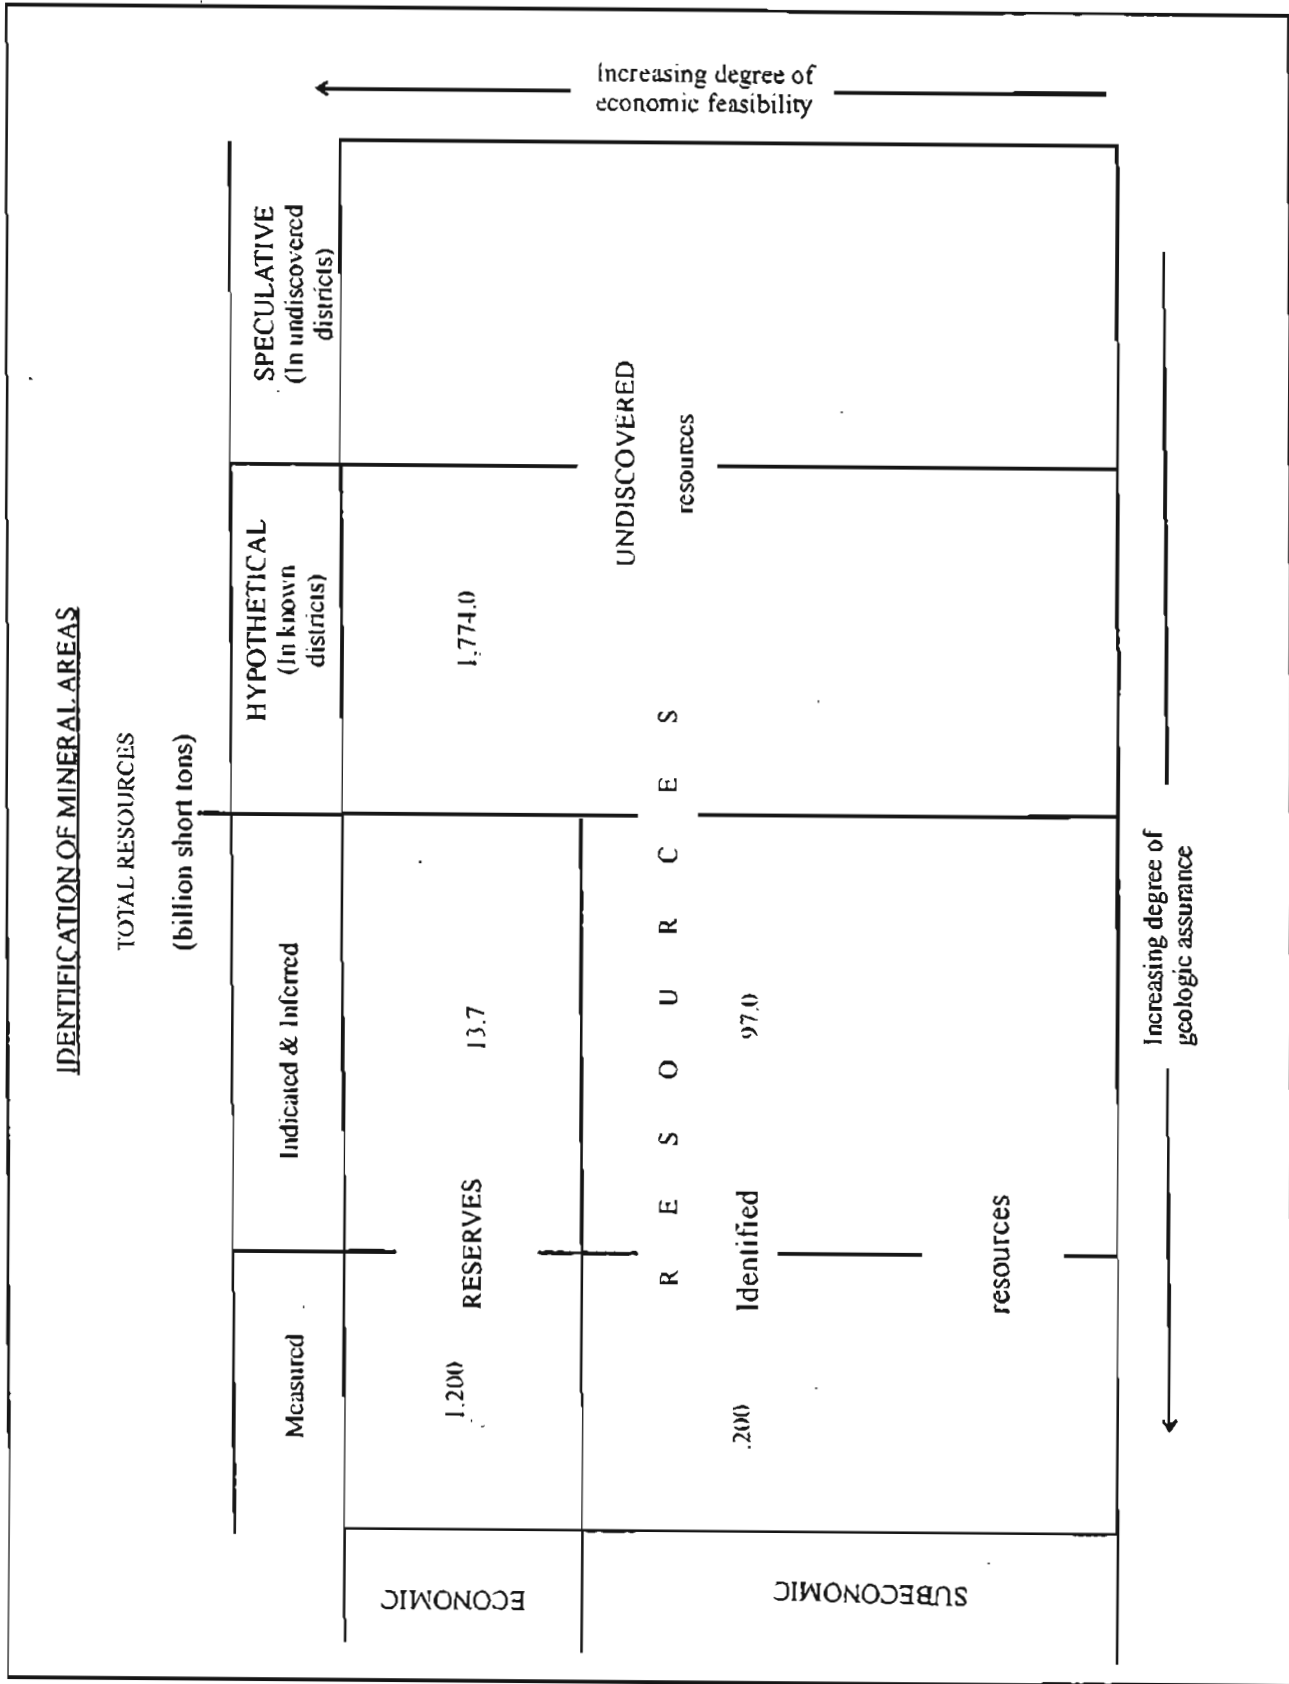 IDENTIFICATION OF MINERAL AREAS
TOTAL RESOURCES
(billion short tons)
Measured
Indicated & Inferred
HYPOTHETICAL
(In known
districts)
SPECULATIVE
(In undiscovered
districts)
ECONOMIC
1.200
RESERVES
13.7
1,774.0
R E S O U R C E S
UNDISCOVERED
resources
SUBECONOMIC
.200
Identified
97.0
resources
Increasing degree of
economic feasibility
Increasing degree of
geologic assurance